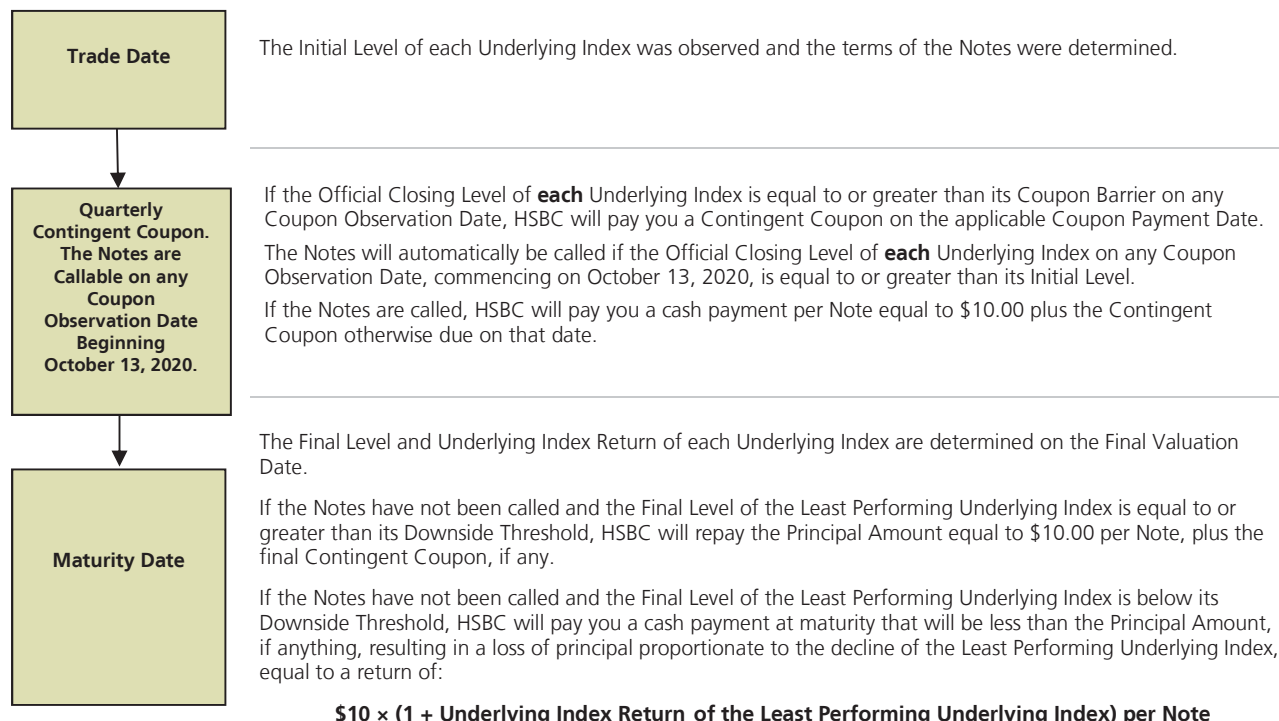 Trade Date
The Initial Level of each Underlying Index was observed and the terms of the Notes were determined.
Quarterly
Contingent Coupon.
The Notes are
Callable on any
Coupon
Observation Date
Beginning
October 13, 2020.
If the Official Closing Level of each Underlying Index is equal to or greater than its Coupon Barrier on any
Coupon Observation Date, HSBC will pay you a Contingent Coupon on the applicable Coupon Payment Date.
The Notes will automatically be called if the Official Closing Level of each Underlying Index on any Coupon
Observation Date, commencing on October 13, 2020, is equal to or greater than its Initial Level.
If the Notes are called, HSBC will pay you a cash payment per Note equal to $10.00 plus the Contingent
Coupon otherwise due on that date.
Maturity Date
The Final Level and Underlying Index Return of each Underlying Index are determined on the Final Valuation
Date.
If the Notes have not been called and the Final Level of the Least Performing Underlying Index is equal to or
greater than its Downside Threshold, HSBC will repay the Principal Amount equal to $10.00 per Note, plus the
final Contingent Coupon, if any.
If the Notes have not been called and the Final Level of the Least Performing Underlying Index is below its
Downside Threshold, HSBC will pay you a cash payment at maturity that will be less than the Principal Amount,
if anything, resulting in a loss of principal proportionate to the decline of the Least Performing Underlying Index,
equal to a return of:
$10 × (1 + Underlying Index Return of the Least Performing Underlying Index) per Note